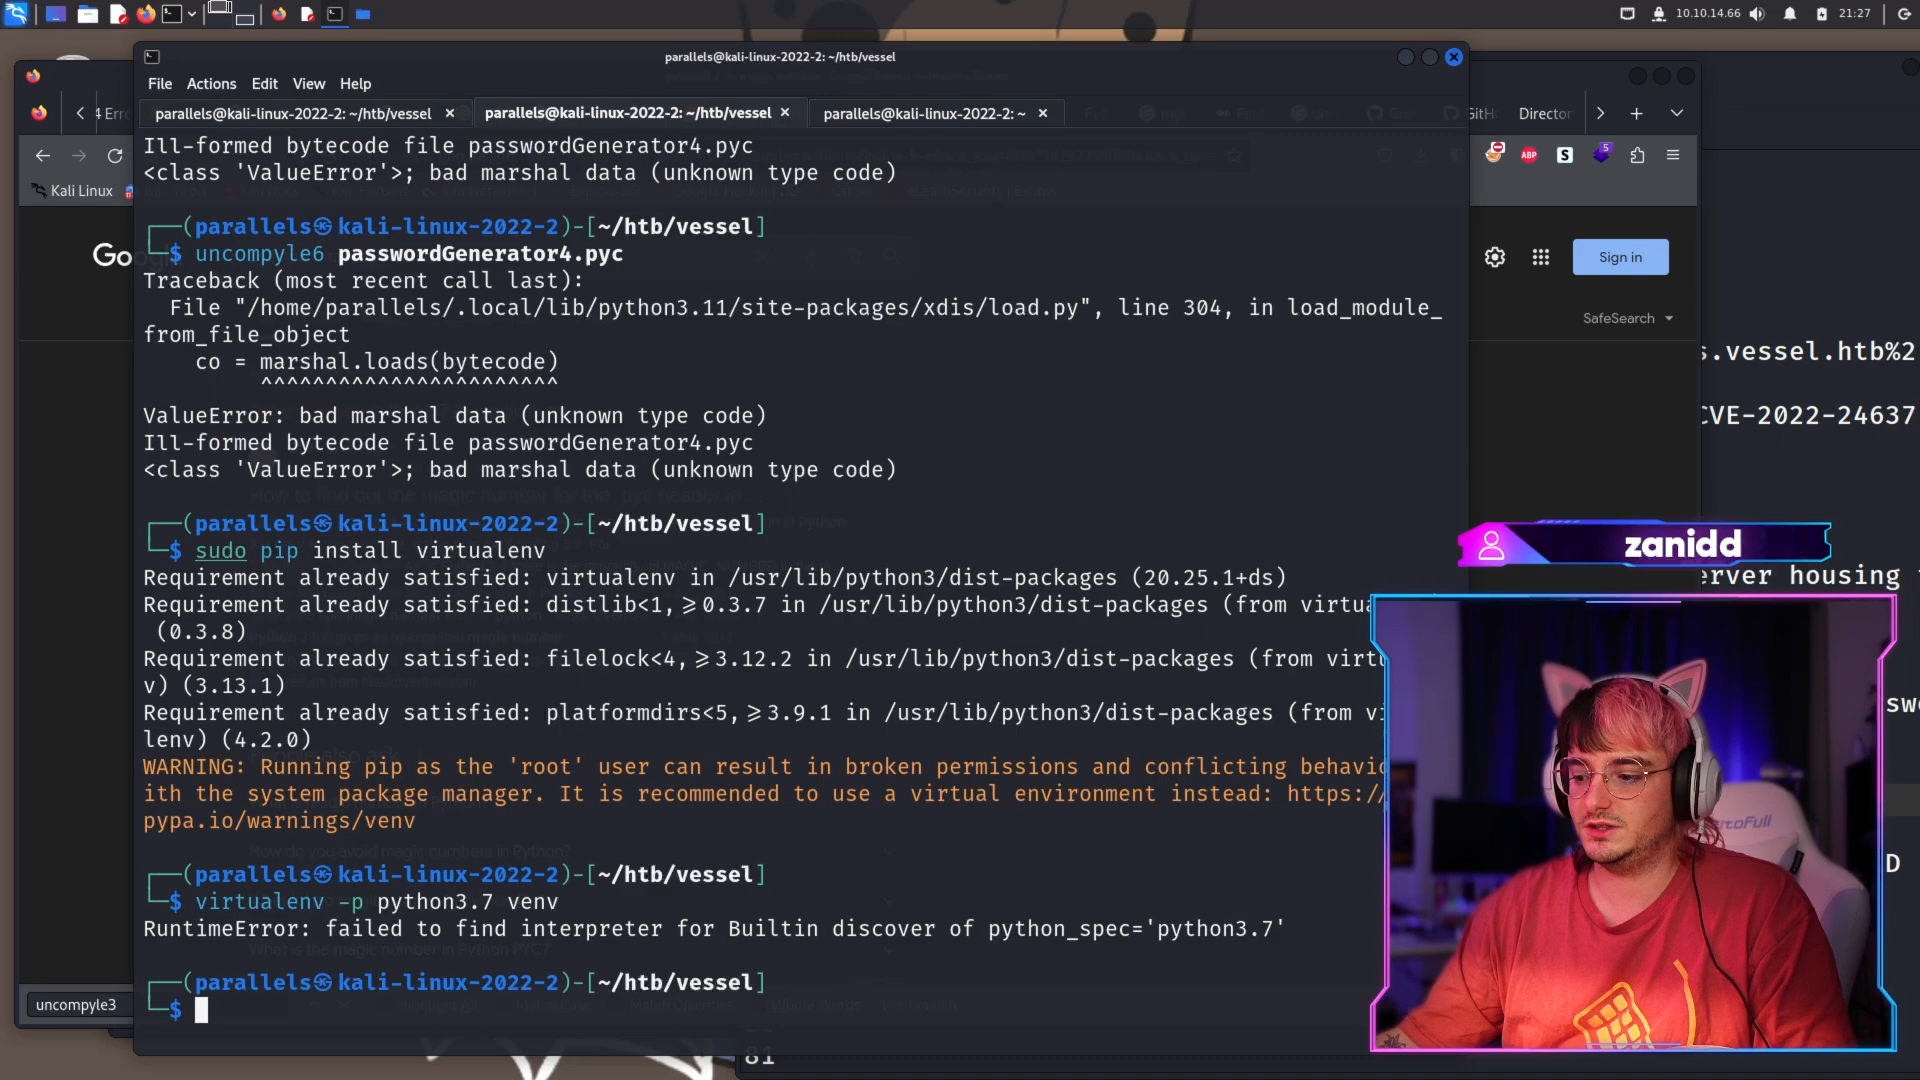 10.10.14.66
21:27
parallels@kali-linux-2022-2: ~/htb/vessel
File Actions Edit View Help
parallels@kali-linux-2022-2: ~/htb/vessel
parallels@kali-linux-2022-2: ~/htb/vessel
parallels@kali-linux-2022-2: ~
4 Err
GitH
Director
ABP
S
5
Kali Linux
Sign in
SafeSearch
Ill-formed bytecode file passwordGenerator4.pyc
<class 'ValueError'>; bad marshal data (unknown type code)
┌──(parallels㉿kali-linux-2022-2)-[~/htb/vessel]
└─$ uncompyle6 passwordGenerator4.pyc
Traceback (most recent call last):
File "/home/parallels/.local/lib/python3.11/site-packages/xdis/load.py", line 304, in load_module_
from_file_object
co = marshal.loads(bytecode)
^^^^^^^^^^^^^^^^^^^^^^^
ValueError: bad marshal data (unknown type code)
Ill-formed bytecode file passwordGenerator4.pyc
<class 'ValueError'>; bad marshal data (unknown type code)
┌──(parallels㉿kali-linux-2022-2)-[~/htb/vessel]
└─$ sudo pip install virtualenv
Requirement already satisfied: virtualenv in /usr/lib/python3/dist-packages (20.25.1+ds)
Requirement already satisfied: distlib<1,>=0.3.7 in /usr/lib/python3/dist-packages (from virtua
(0.3.8)
Requirement already satisfied: filelock<4,>=3.12.2 in /usr/lib/python3/dist-packages (from virt
v) (3.13.1)
Requirement already satisfied: platformdirs<5,>=3.9.1 in /usr/lib/python3/dist-packages (from vi
lenv) (4.2.0)
WARNING: Running pip as the 'root' user can result in broken permissions and conflicting behavio
ith the system package manager. It is recommended to use a virtual environment instead: https://
pypa.io/warnings/venv
┌──(parallels㉿kali-linux-2022-2)-[~/htb/vessel]
└─$ virtualenv -p python3.7 venv
RuntimeError: failed to find interpreter for Builtin discover of python_spec='python3.7'
┌──(parallels㉿kali-linux-2022-2)-[~/htb/vessel]
└─$
s.vessel.htb%2
CVE-2022-24637
zanidd
erver housing
sw
D
uncompyle3
81